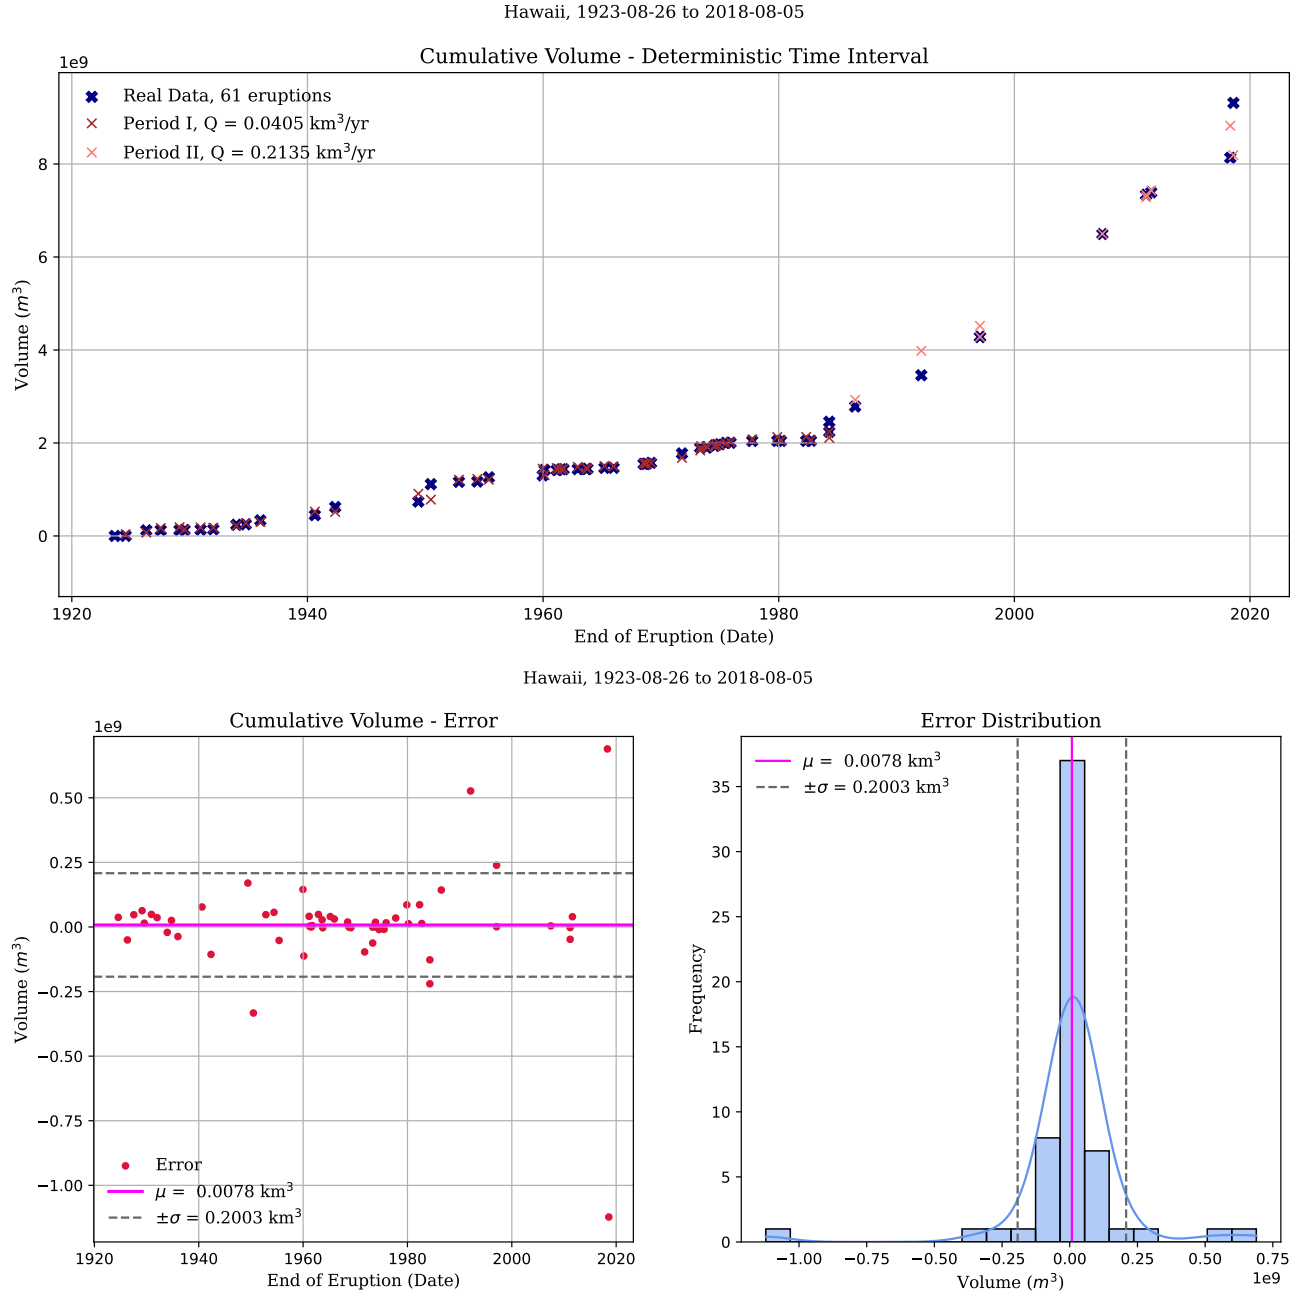 Hawaii, 1923-08-26 to 2018-08-05
Cumulative Volume - Deterministic Time Interval
1e9
Real Data, 61 eruptions
Period I, Q = 0.0405 km³/yr
Period II, Q = 0.2135 km³/yr
8
6
4
2
0
Volume (m³)
1920 1940 1960 1980 2000 2020
End of Eruption (Date)
Hawaii, 1923-08-26 to 2018-08-05
Cumulative Volume - Error
1e9
0.50
0.25
0.00
−0.25
−0.50
−0.75
−1.00
Volume (m³)
Error
μ = 0.0078 km³
±σ = 0.2003 km³
1920 1940 1960 1980 2000 2020
End of Eruption (Date)
Error Distribution
μ = 0.0078 km³
±σ = 0.2003 km³
35
30
25
20
15
10
5
0
Frequency
−1.00 −0.75 −0.50 −0.25 0.00 0.25 0.50 0.75
1e9
Volume (m³)